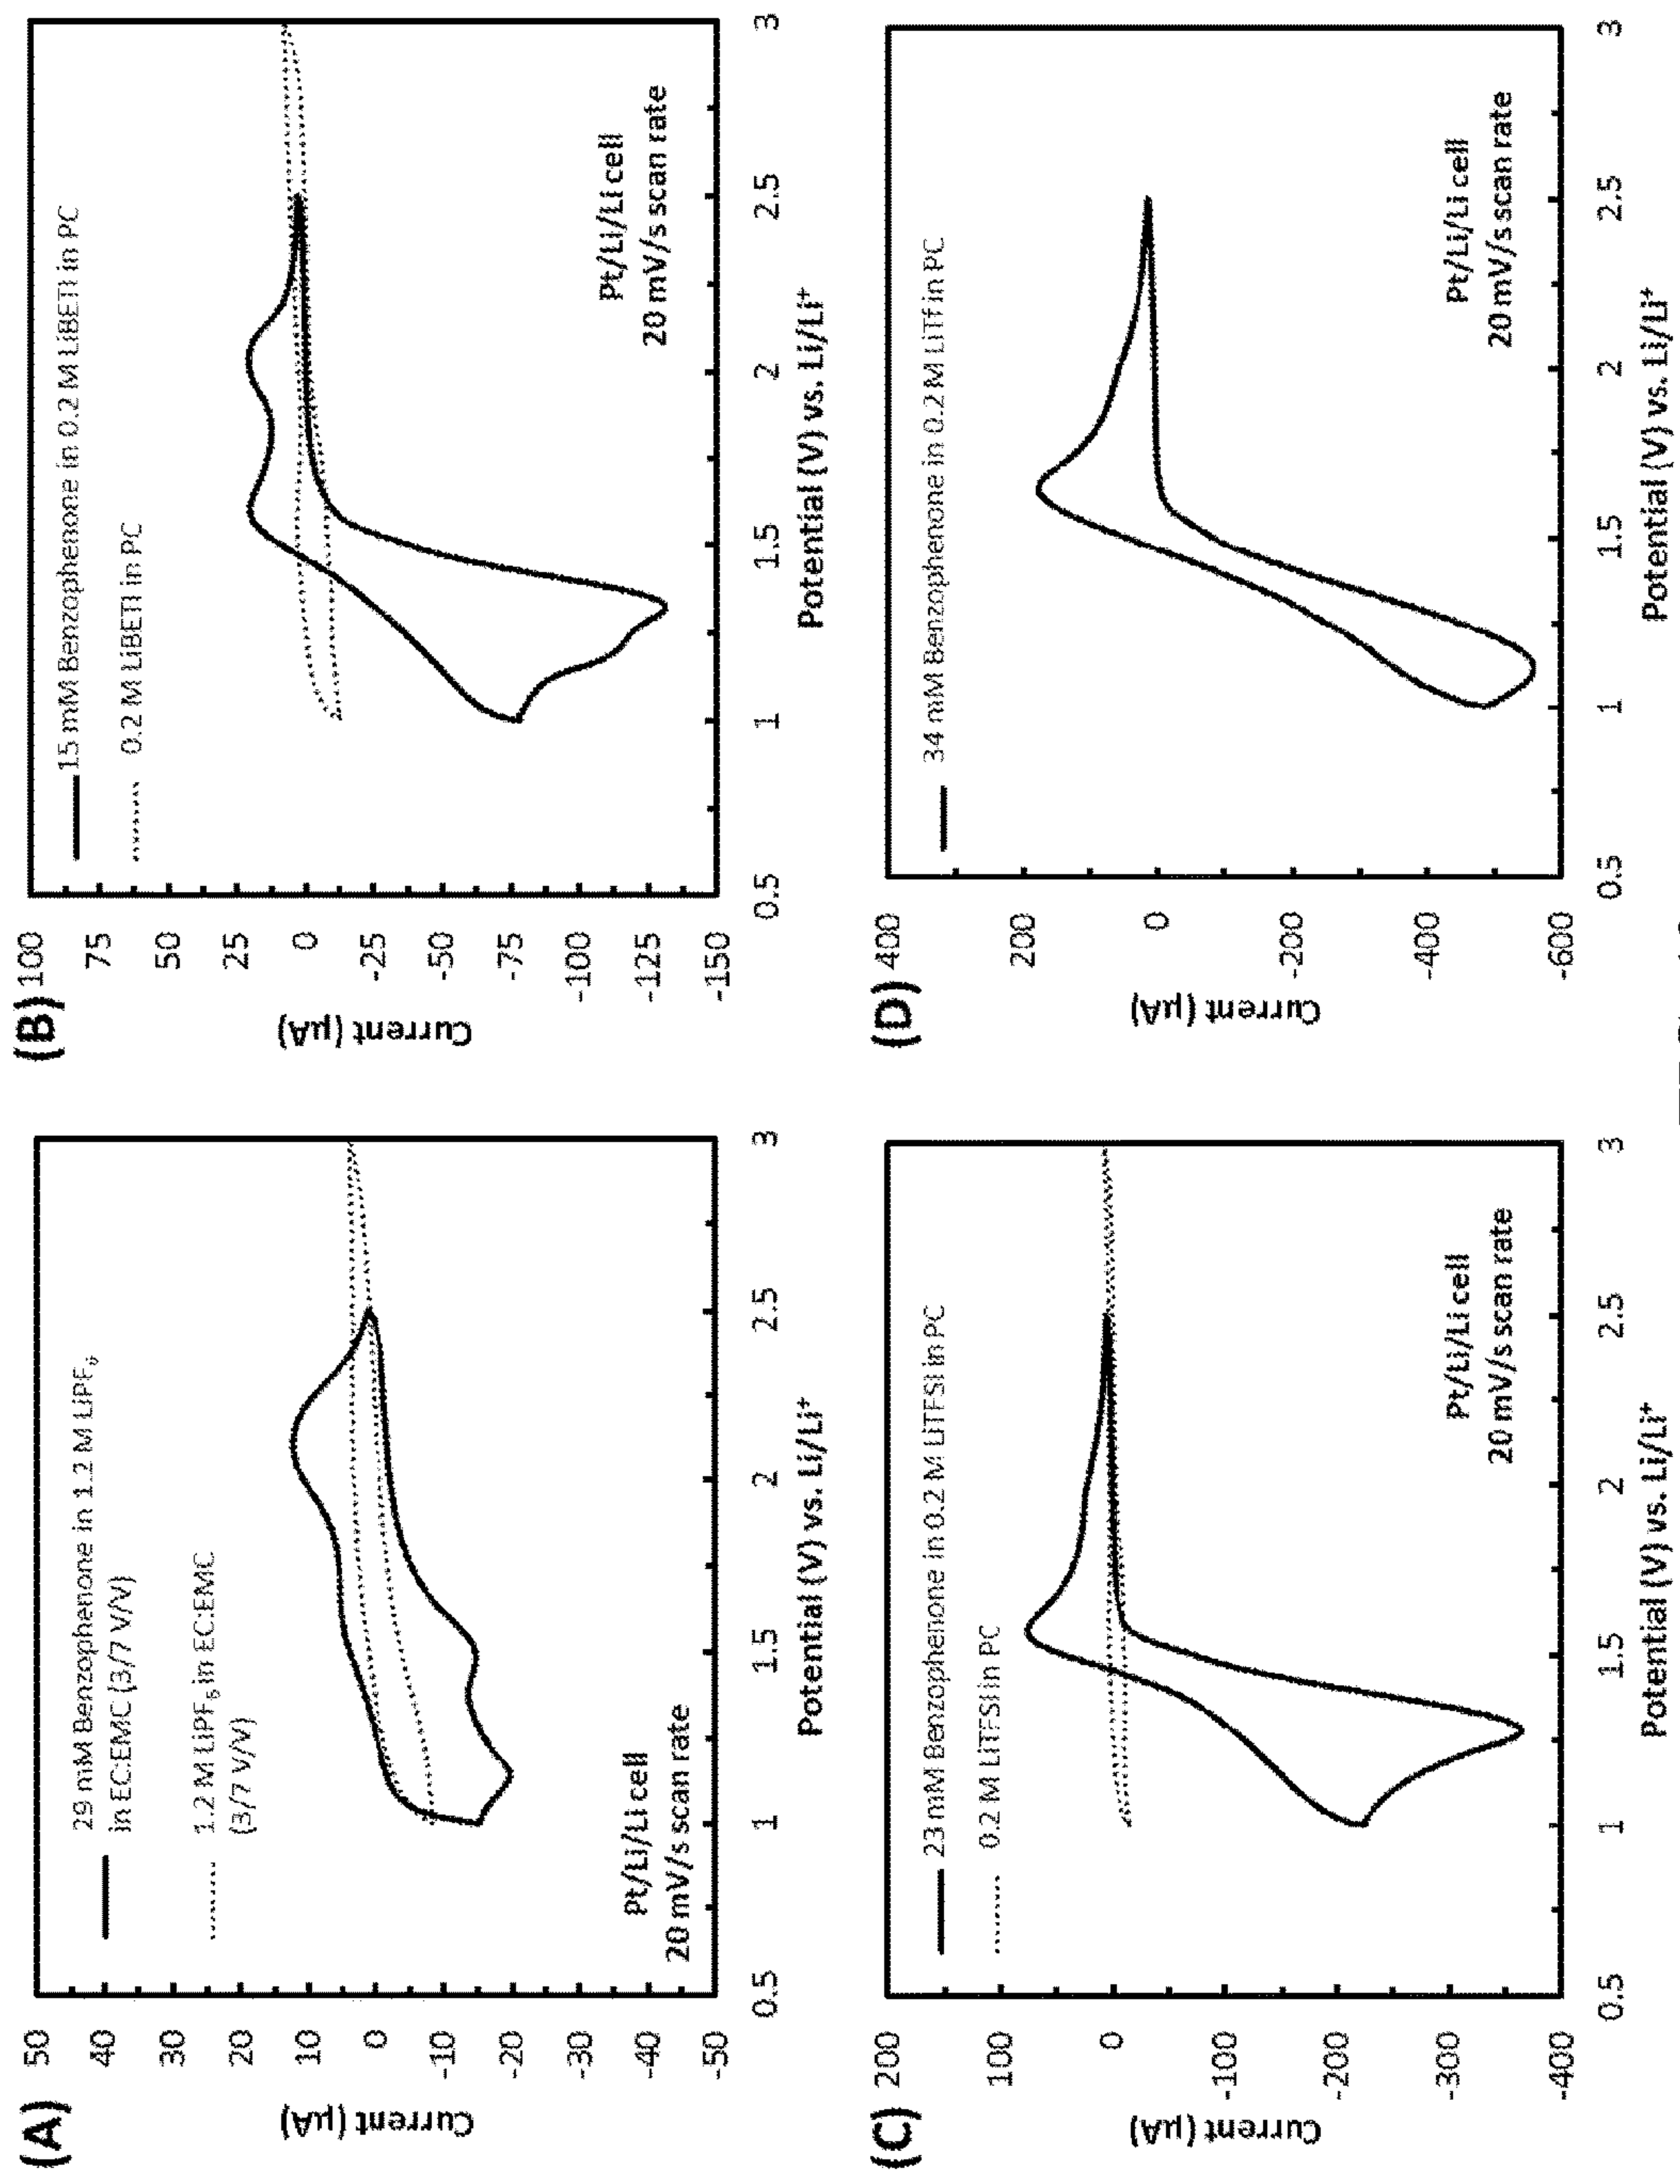 (A)
Current (µA)
50
40
30
20
10
0
-10
-20
-30
-40
-50
29 mM Benzophenone in 1.2 M LiPF₆
in EC:EMC (3/7 V/V)
1.2 M LiPF₆ in EC:EMC
(3/7 V/V)
Pt/Li/Li cell
20 mV/s scan rate
0.5 1 1.5 2 2.5 3
Potential (V) vs. Li/Li⁺
(B)
Current (µA)
100
75
50
25
0
-25
-50
-75
-100
-125
-150
15 mM Benzophenone in 0.2 M LiBETI in PC
0.2 M LiBETI in PC
Pt/Li/Li cell
20 mV/s scan rate
0.5 1 1.5 2 2.5 3
Potential (V) vs. Li/Li⁺
(C)
Current (µA)
200
100
0
-100
-200
-300
-400
23 mM Benzophenone in 0.2 M LiTFSI in PC
0.2 M LiTFSI in PC
Pt/Li/Li cell
20 mV/s scan rate
0.5 1 1.5 2 2.5 3
Potential (V) vs. Li/Li⁺
(D)
Current (µA)
400
200
0
-200
-400
-600
34 mM Benzophenone in 0.2 M LiTf in PC
Pt/Li/Li cell
20 mV/s scan rate
0.5 1 1.5 2 2.5 3
Potential (V) vs. Li/Li⁺